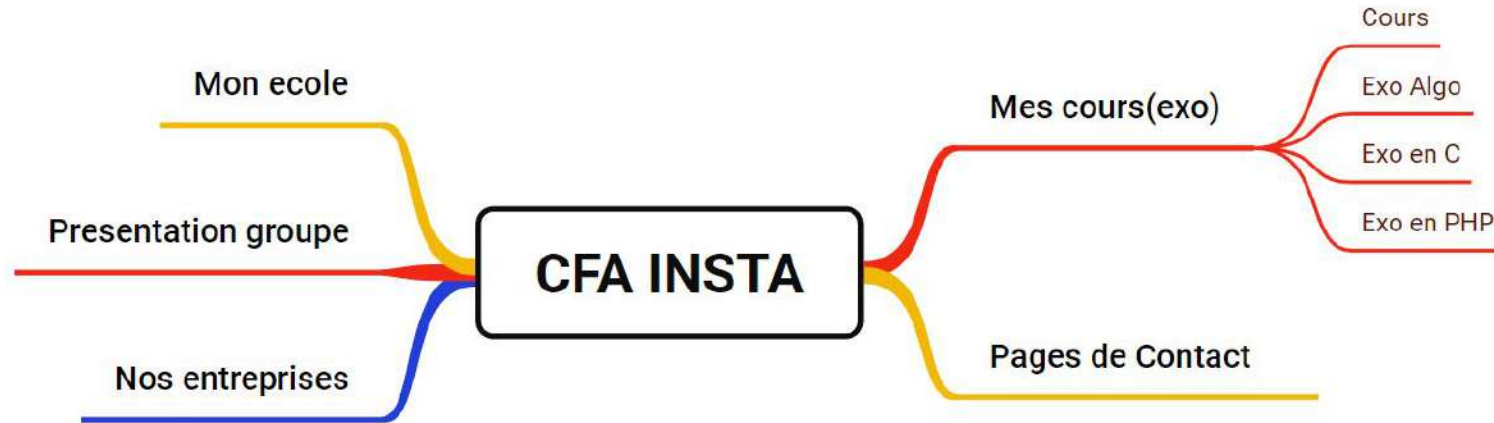 Mon ecole
Presentation groupe
Nos entreprises
CFA INSTA
Mes cours(exo)
Cours
Exo Algo
Exo en C
Exo en PHP
Pages de Contact